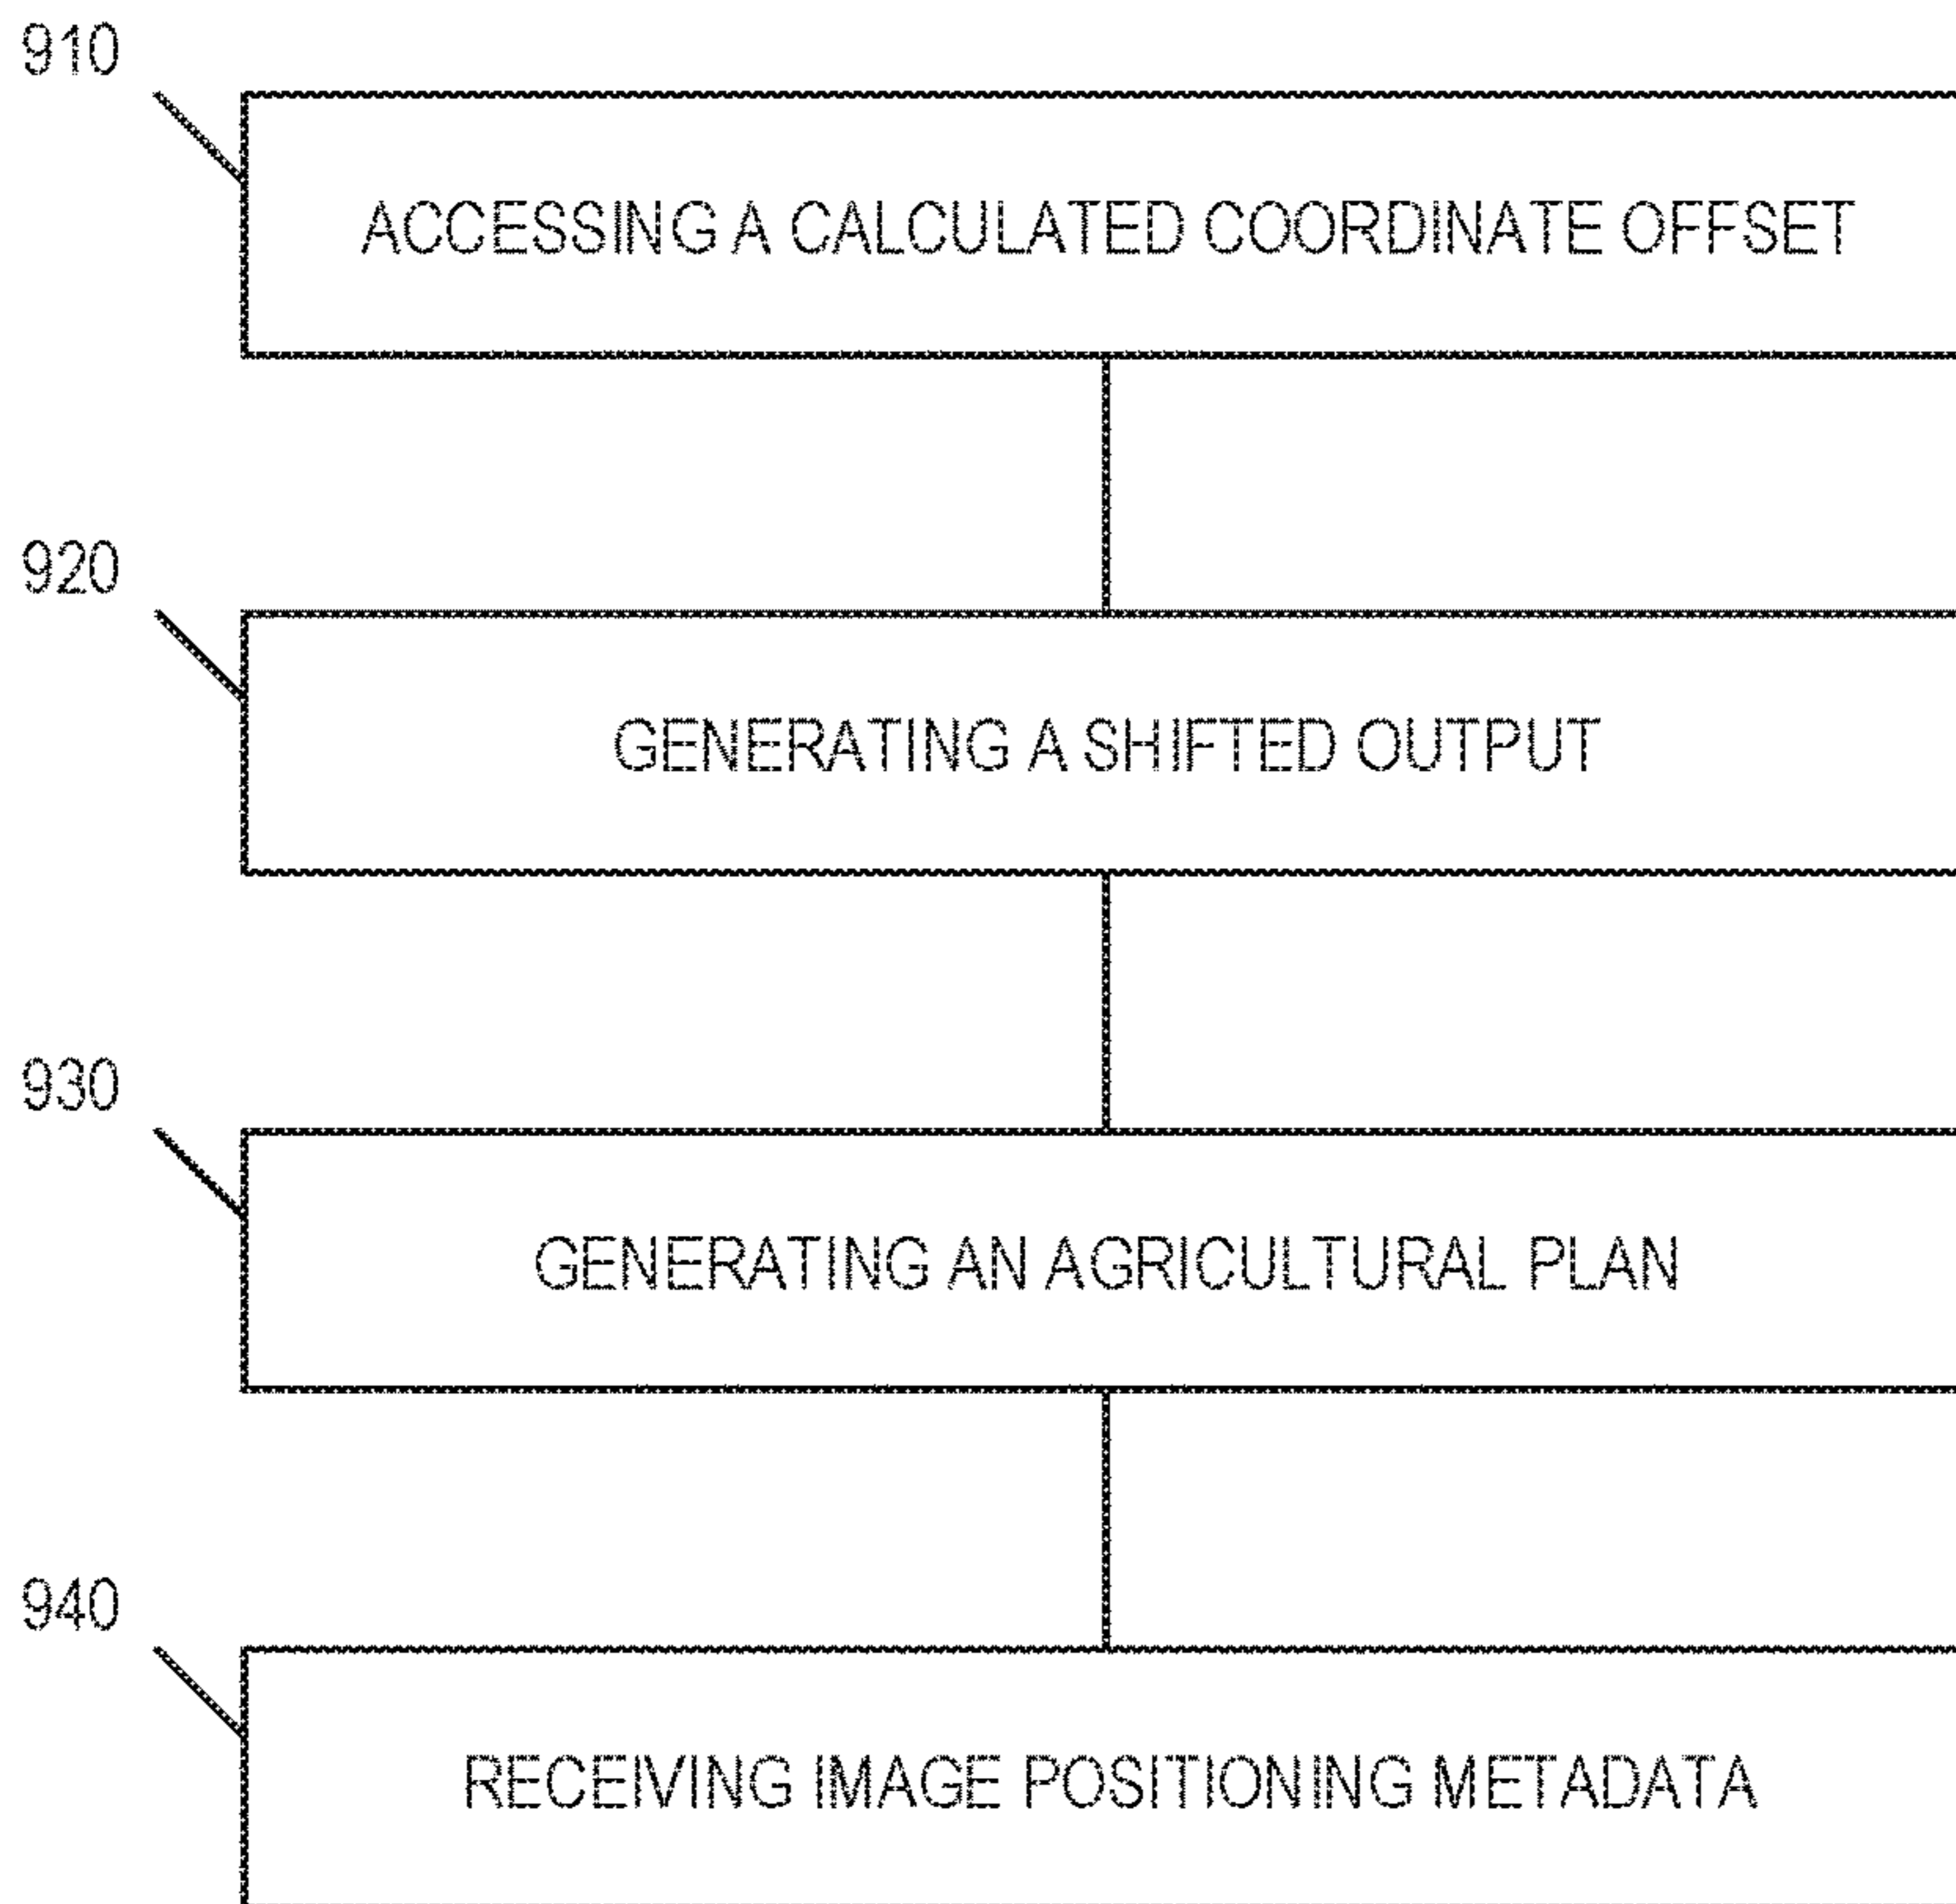 910
ACCESSING A CALCULATED COORDINATE OFFSET
920
GENERATING A SHIFTED OUTPUT
930
GENERATING AN AGRICULTURAL PLAN
940
RECEIVING IMAGE POSITIONING METADATA